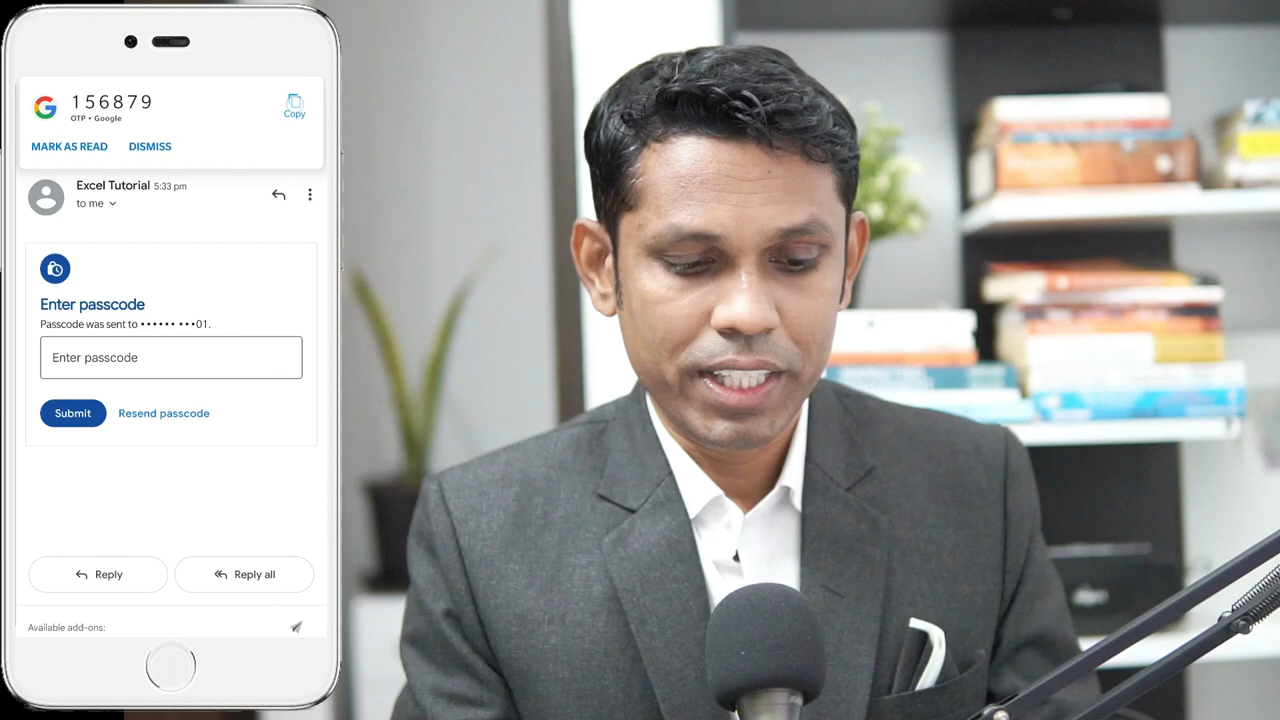 156879
OTP • Google
Copy
MARK AS READ DISMISS
Excel Tutorial 5:33 pm
to me
Enter passcode
Passcode was sent to •••••• •••01.
Enter passcode
Submit Resend passcode
Reply Reply all
Available add-ons: